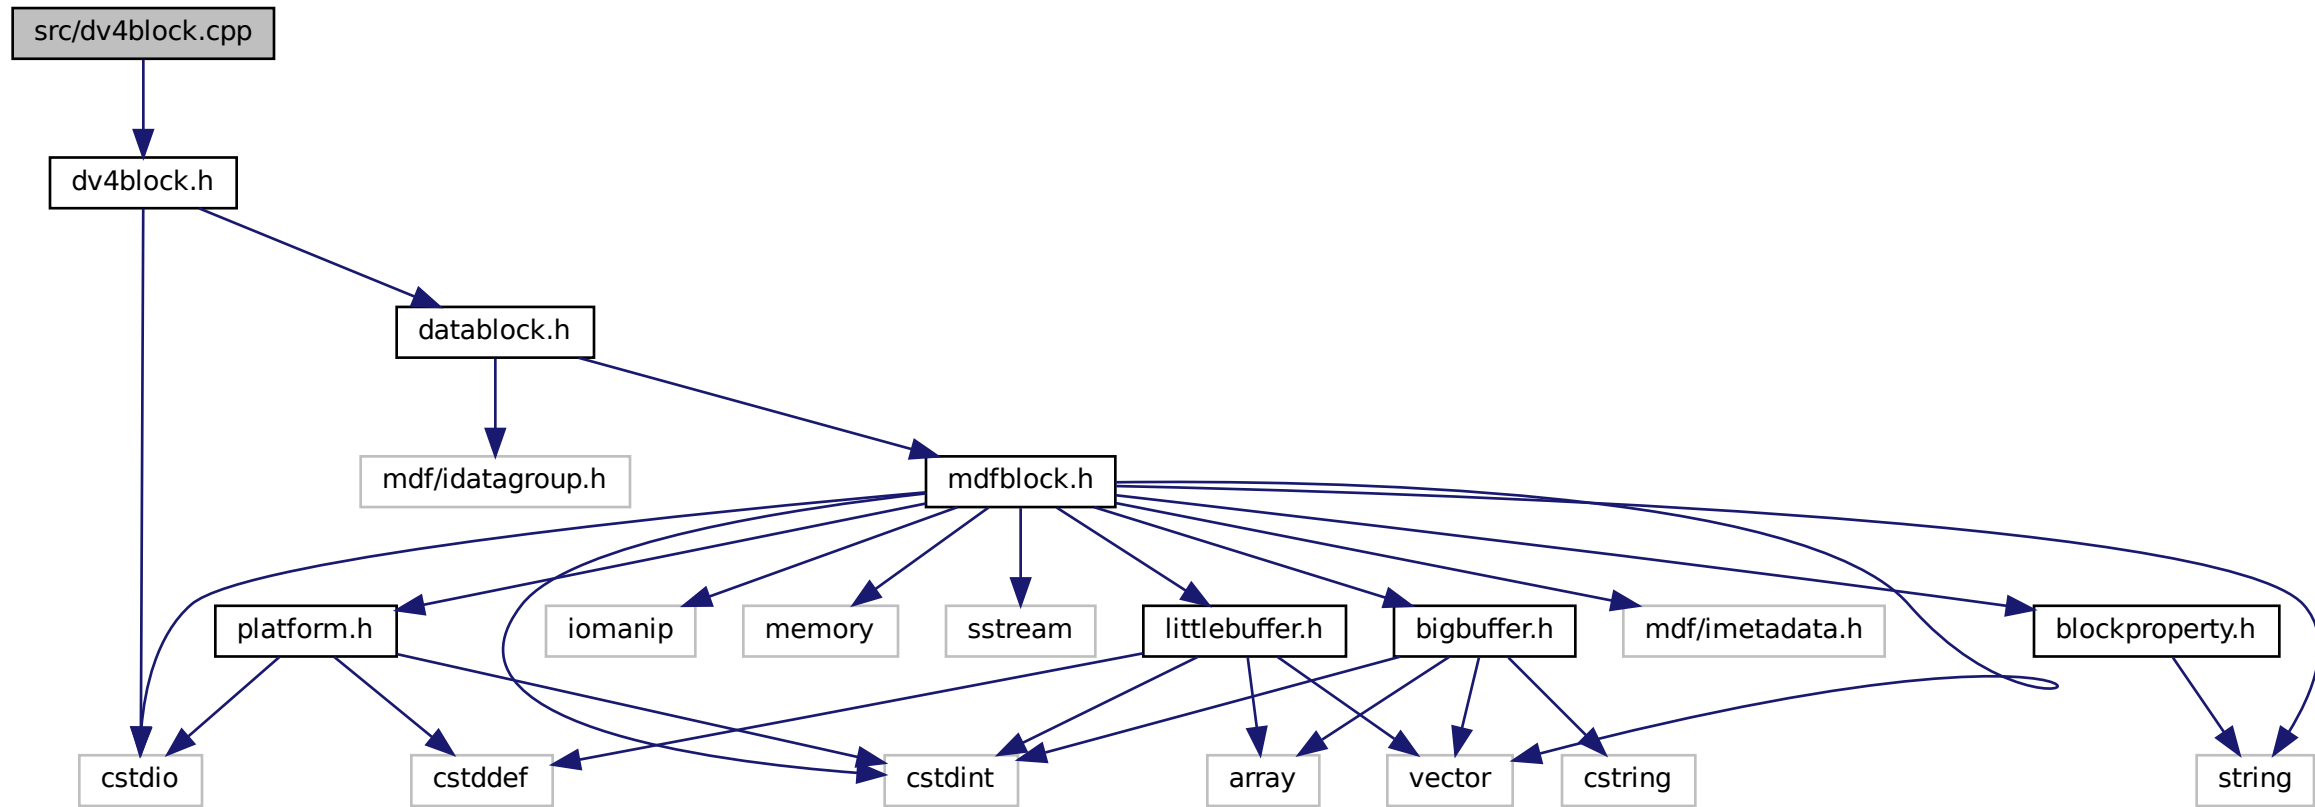 src/dv4block.cpp
dv4block.h
datablock.h
mdf/idatagroup.h
mdfblock.h
platform.h
iomanip
memory
sstream
littlebuffer.h
bigbuffer.h
mdf/imetadata.h
blockproperty.h
cstdio
cstddef
cstdint
array
vector
cstring
string